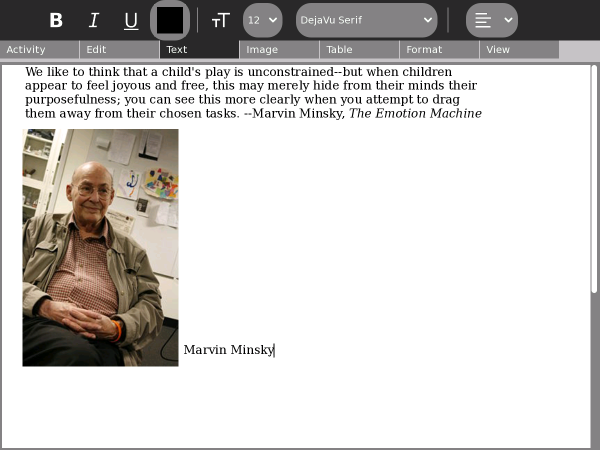 B I U тT 12 DejaVu Serif
Activity Edit Text Image Table Format View
We like to think that a child's play is unconstrained--but when children
appear to feel joyous and free, this may merely hide from their minds their
purposefulness; you can see this more clearly when you attempt to drag
them away from their chosen tasks. --Marvin Minsky, The Emotion Machine
Marvin Minsky